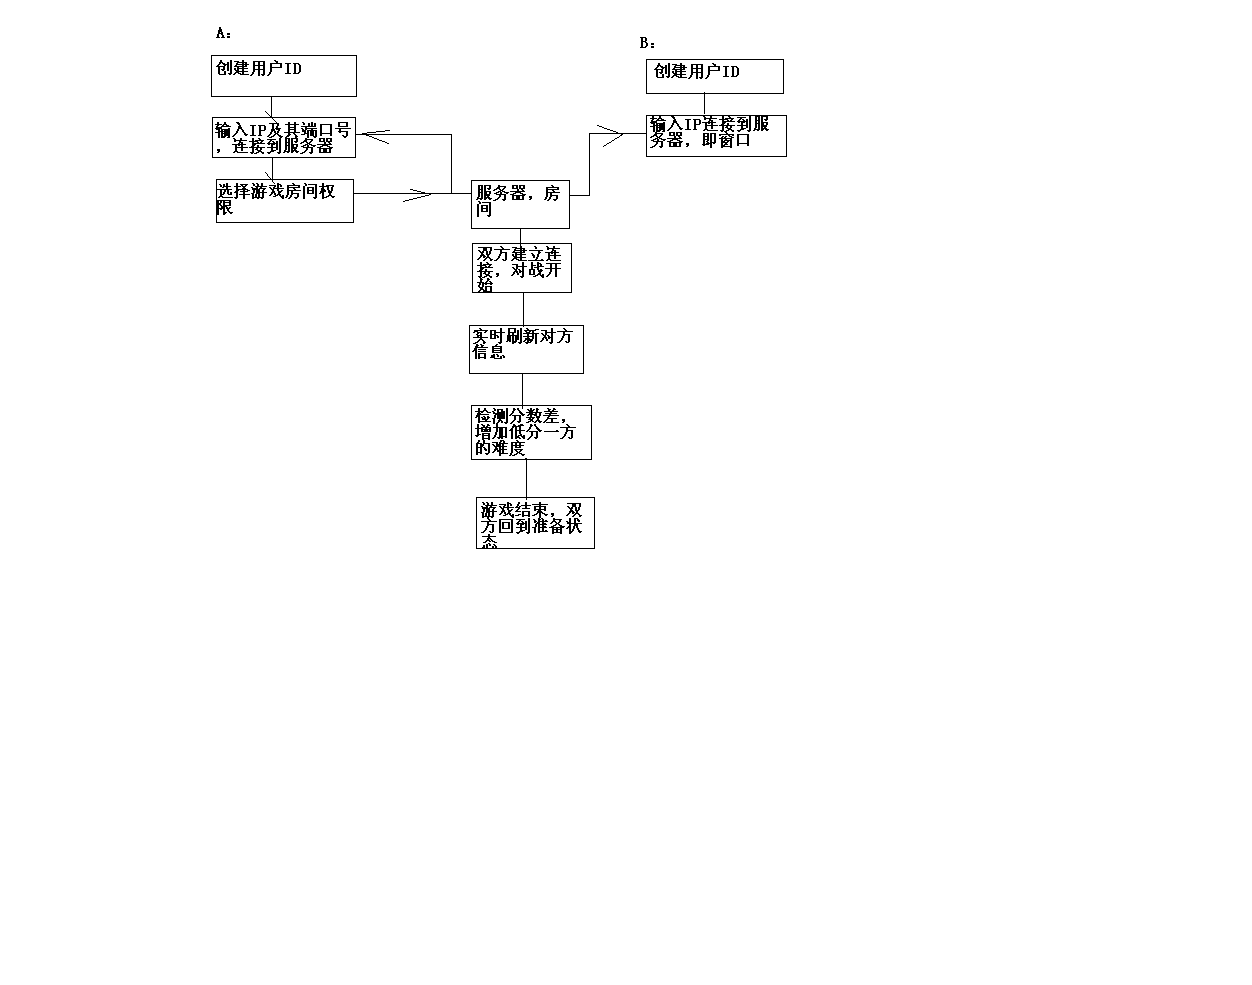 A:
创建用户ID
输入IP及其端口号
，连接到服务器
选择游戏房间权
限
B:
创建用户ID
输入IP连接到服
务器，即窗口
服务器，房
间
双方建立连
接，对战开
始
实时刷新对方
信息
检测分数差，
增加低分一方
的难度
游戏结束，双
方回到准备状
态